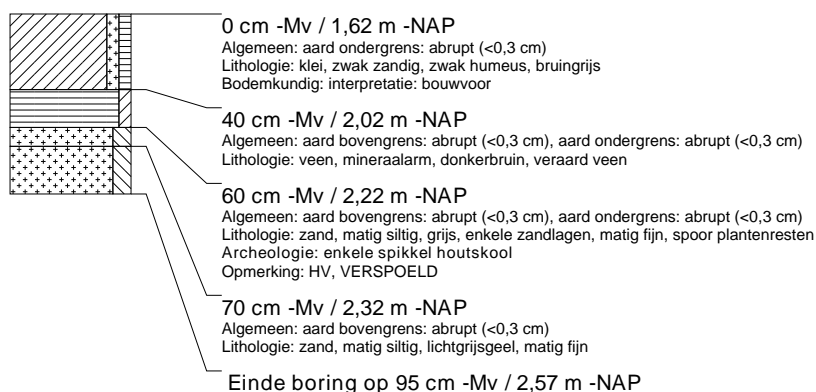 0 cm -Mv / 1,62 m -NAP
Algemeen: aard ondergrens: abrupt (<0,3 cm)
Lithologie: klei, zwak zandig, zwak humeus, bruingrijs
Bodemkundig: interpretatie: bouwvoor
40 cm -Mv / 2,02 m -NAP
Algemeen: aard bovengrens: abrupt (<0,3 cm), aard ondergrens: abrupt (<0,3 cm)
Lithologie: veen, mineraalarm, donkerbruin, veraard veen
60 cm -Mv / 2,22 m -NAP
Algemeen: aard bovengrens: abrupt (<0,3 cm), aard ondergrens: abrupt (<0,3 cm)
Lithologie: zand, matig siltig, grijs, enkele zandlagen, matig fijn, spoor plantenresten
Archeologie: enkele spikkel houtskool
Opmerking: HV, VERSPOELD
70 cm -Mv / 2,32 m -NAP
Algemeen: aard bovengrens: abrupt (<0,3 cm)
Lithologie: zand, matig siltig, lichtgrijsgeel, matig fijn
Einde boring op 95 cm -Mv / 2,57 m -NAP